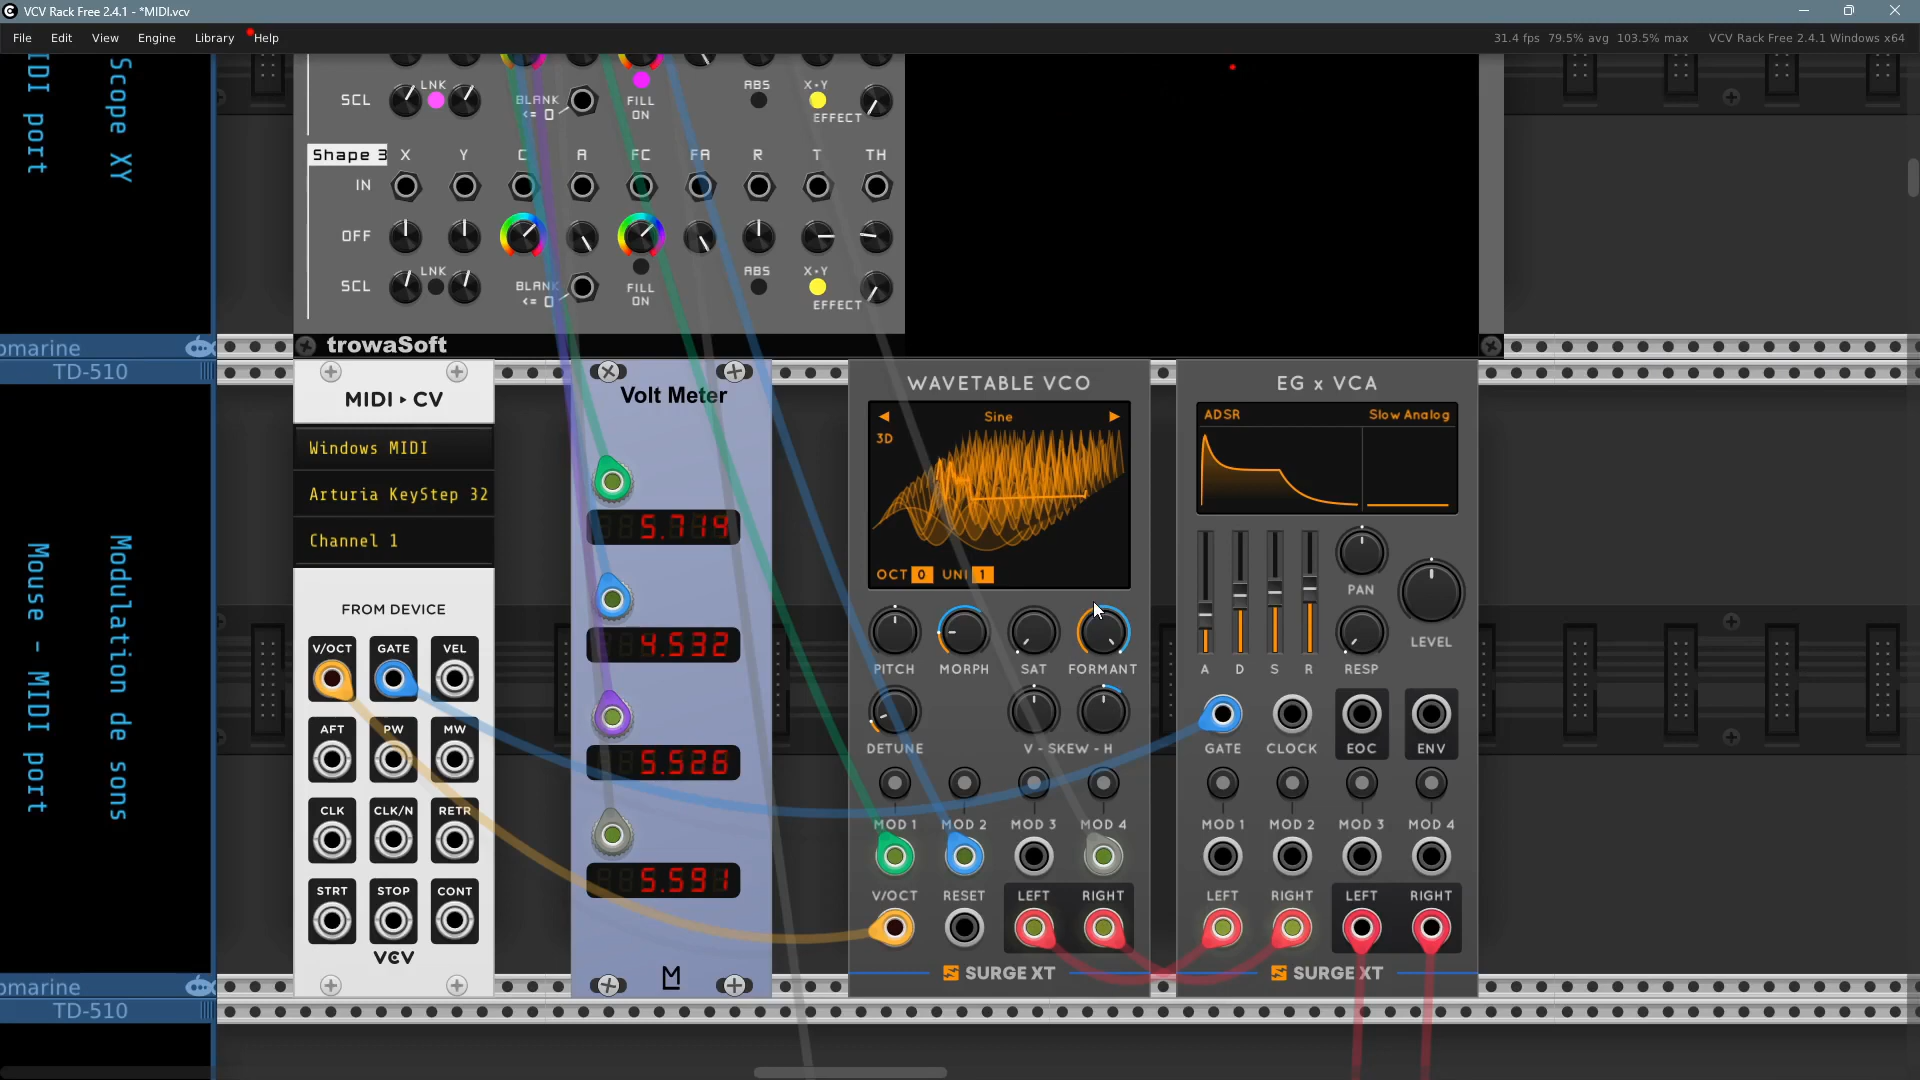 VCV Rack Free 2.4.1 - *MIDI.vcv
File Edit View Engine Library Help
31.4 fps 79.5% avg 103.5% max VCV Rack Free 2.4.1 Windows x64
Scope XY
IDI port
SCL LNK BLANK <= 0 FILL ON ABS X·Y EFFECT
Shape 3 X Y C A FC FA R T TH
IN
OFF
SCL LNK BLANK <= 0 FILL ON ABS X·Y EFFECT
trowaSoft
bmarine
TD-510
Modulation de sons
Mouse - MIDI port
bmarine
TD-510
MIDI ▸ CV
Windows MIDI
Arturia KeyStep 32
Channel 1
FROM DEVICE
V/OCT GATE VEL
AFT PW MW
CLK CLK/N RETR
STRT STOP CONT
VCV
Volt Meter
5.714
4.532
5.526
5.591
WAVETABLE VCO
◀ Sine ▶
3D
OCT 0 UNI 1
PITCH MORPH SAT FORMANT
DETUNE V - SKEW - H
MOD 1 MOD 2 MOD 3 MOD 4
V/OCT RESET LEFT RIGHT
SURGE XT
EG x VCA
ADSR Slow Analog
PAN
LEVEL
A D S R RESP
GATE CLOCK EOC ENV
MOD 1 MOD 2 MOD 3 MOD 4
LEFT RIGHT LEFT RIGHT
SURGE XT